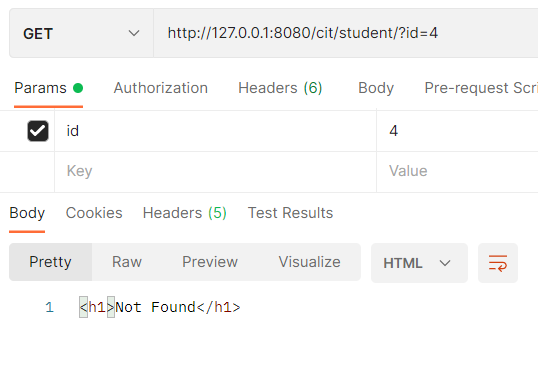 GET http://127.0.0.1:8080/cit/student/?id=4
Params Authorization Headers (6) Body Pre-request Scri
id 4
Key Value
Body Cookies Headers (5) Test Results
Pretty Raw Preview Visualize HTML
1 <h1>Not Found</h1>